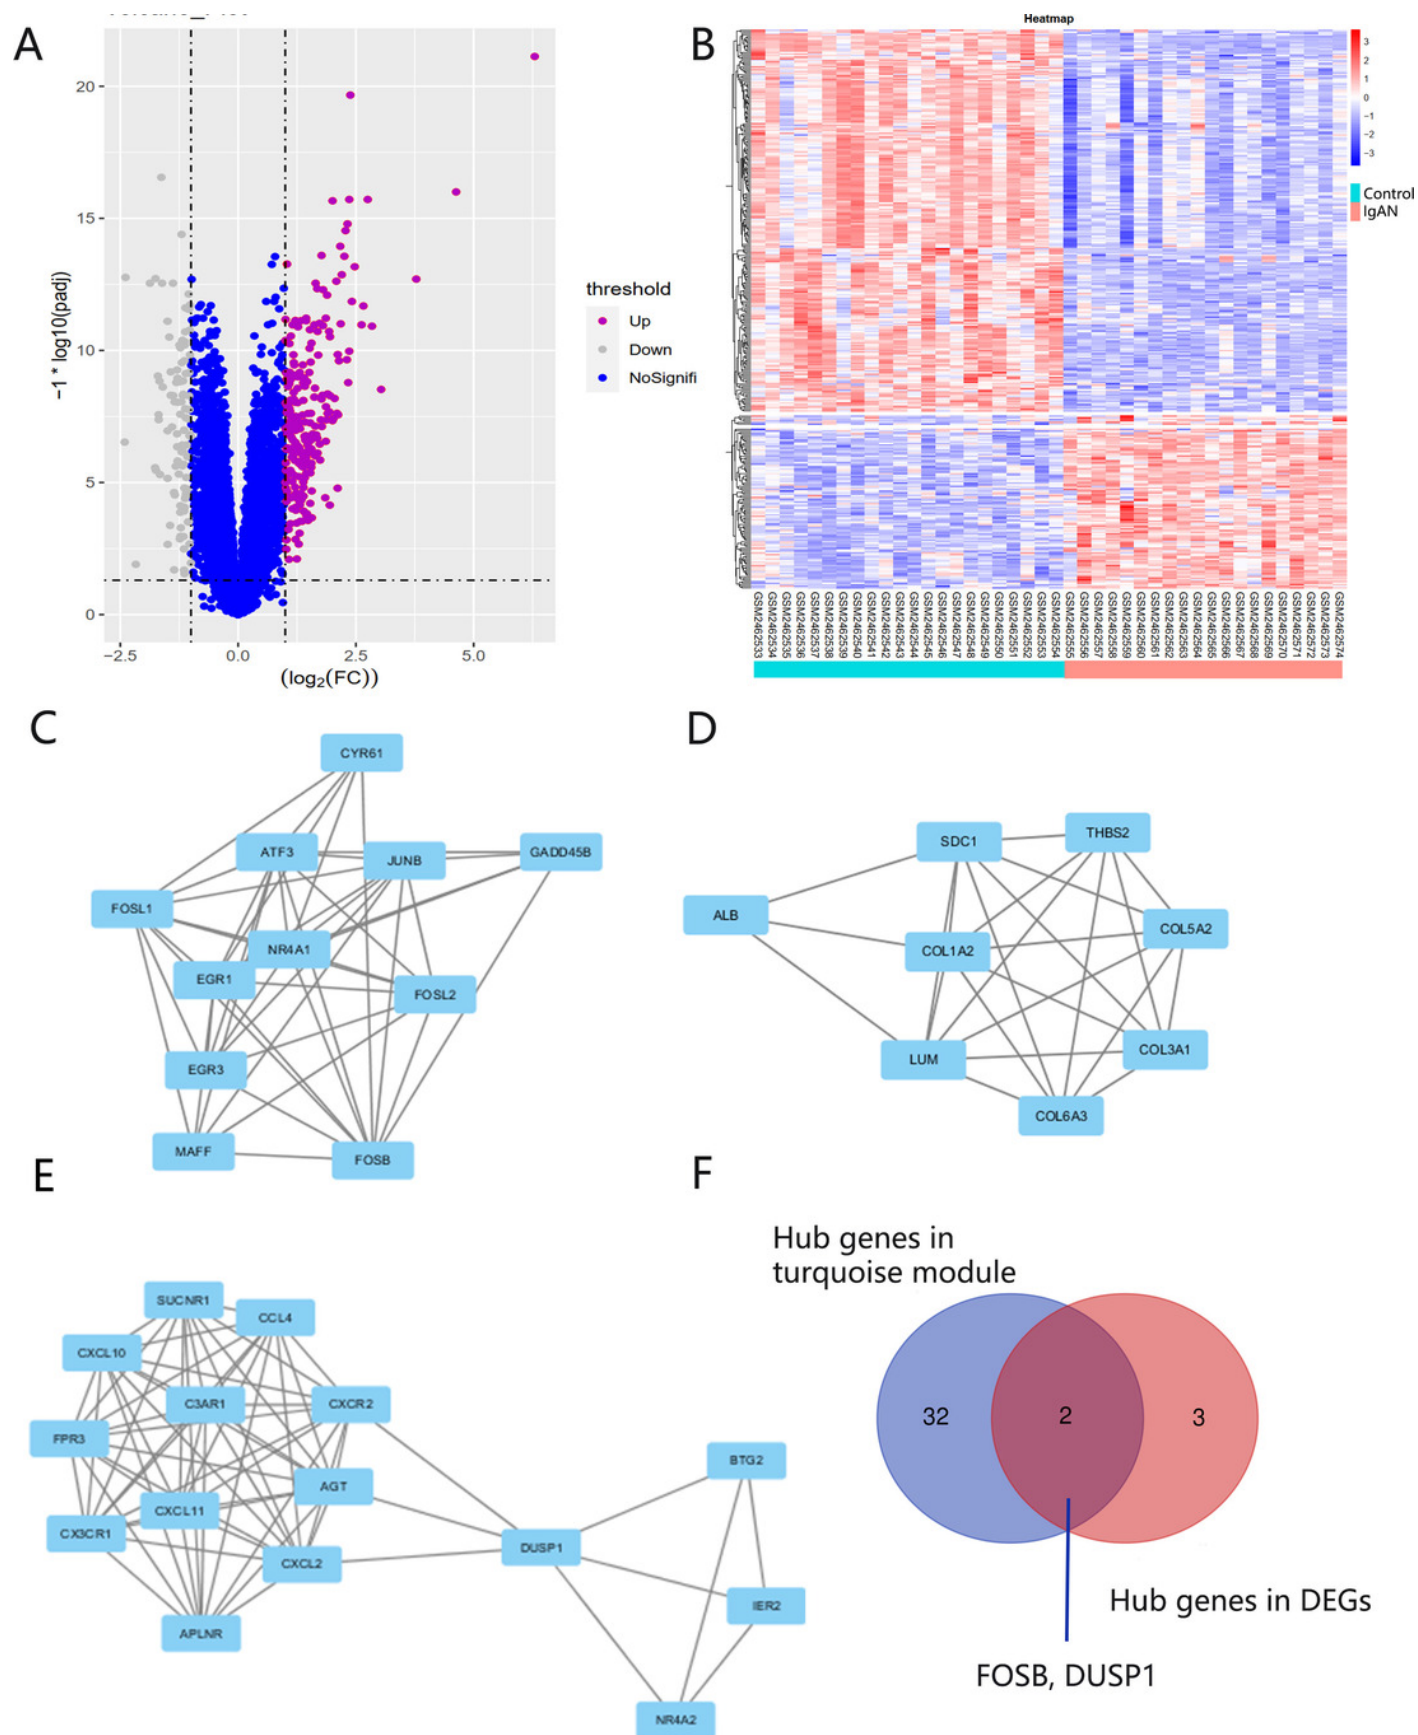 A
20
15
10
5
0
−1 * log10(padj)
−2.5
0.0
2.5
5.0
(log2(FC))
threshold
Up
Down
NoSignifi
B
Heatmap
3
2
1
0
−1
−2
−3
Control
IgAN
GSM2462533
GSM2462534
GSM2462535
GSM2462536
GSM2462537
GSM2462538
GSM2462539
GSM2462540
GSM2462541
GSM2462542
GSM2462543
GSM2462544
GSM2462545
GSM2462546
GSM2462547
GSM2462548
GSM2462549
GSM2462550
GSM2462551
GSM2462552
GSM2462553
GSM2462554
GSM2462555
GSM2462556
GSM2462557
GSM2462558
GSM2462559
GSM2462560
GSM2462561
GSM2462562
GSM2462563
GSM2462564
GSM2462565
GSM2462566
GSM2462567
GSM2462568
GSM2462569
GSM2462570
GSM2462571
GSM2462572
GSM2462573
GSM2462574
C
CYR61
ATF3
JUNB
GADD45B
FOSL1
NR4A1
EGR1
FOSL2
EGR3
MAFF
FOSB
D
SDC1
THBS2
ALB
COL5A2
COL1A2
LUM
COL3A1
COL6A3
E
SUCNR1
CCL4
CXCL10
C3AR1
CXCR2
FPR3
AGT
CXCL11
CX3CR1
CXCL2
APLNR
DUSP1
BTG2
IER2
NR4A2
F
Hub genes in
turquoise module
32
2
3
Hub genes in DEGs
FOSB, DUSP1